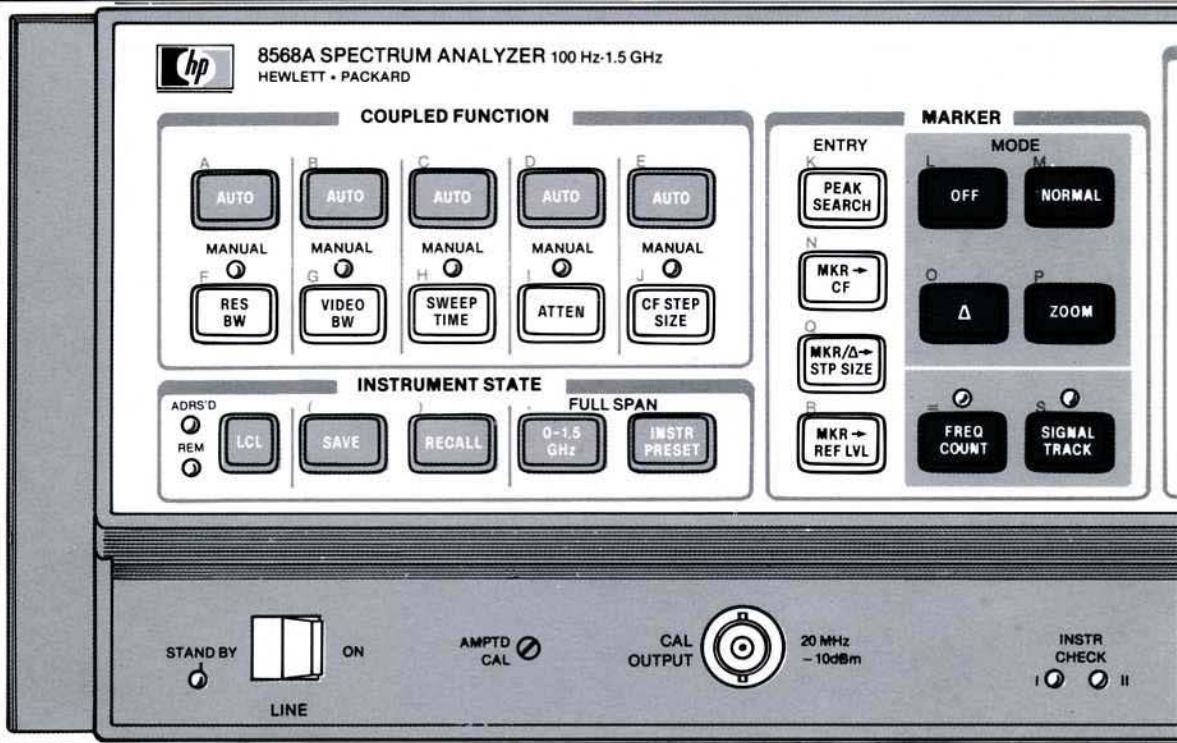 hp
8568A SPECTRUM ANALYZER 100 Hz-1.5 GHz
HEWLETT • PACKARD
COUPLED FUNCTION
A B C D E
AUTO AUTO AUTO AUTO AUTO
MANUAL MANUAL MANUAL MANUAL MANUAL
F G H I J
RES BW
VIDEO BW
SWEEP TIME
ATTEN
CF STEP SIZE
INSTRUMENT STATE
ADRS'D
REM
LCL
(
SAVE
)
RECALL
FULL SPAN
0–1.5
GHz
INSTR
PRESET
MARKER
ENTRY
K
PEAK
SEARCH
N
MKR →
CF
Q
MKR/Δ→
STP SIZE
R
MKR →
REF LVL
MODE
L
OFF
M
NORMAL
O
Δ
P
ZOOM
=
FREQ
COUNT
S
SIGNAL
TRACK
STAND BY
ON
LINE
AMPTD
CAL
CAL
OUTPUT
20 MHz
– 10dBm
INSTR
CHECK
I II